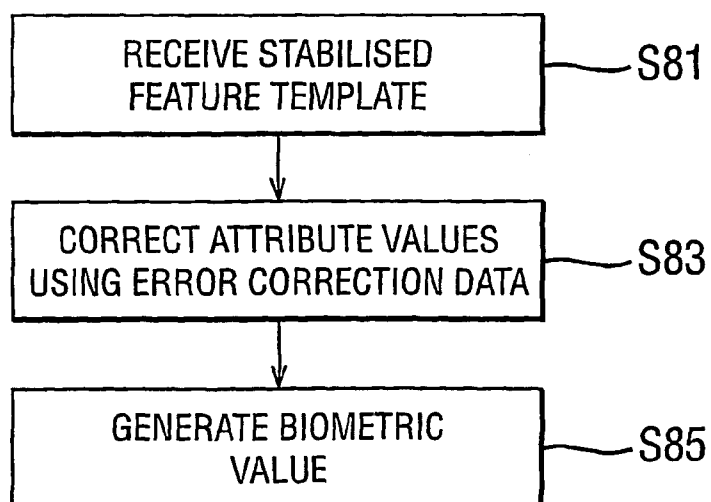 RECEIVE STABILISED
FEATURE TEMPLATE
S81
CORRECT ATTRIBUTE VALUES
USING ERROR CORRECTION DATA
S83
GENERATE BIOMETRIC
VALUE
S85